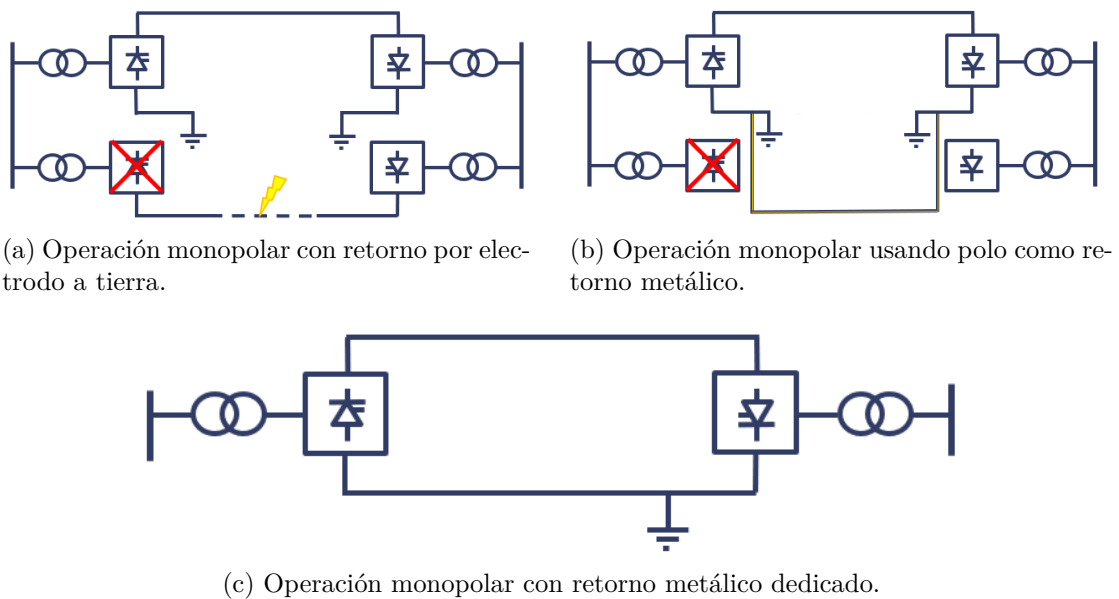 (a) Operación monopolar con retorno por elec-
trodo a tierra.
(b) Operación monopolar usando polo como re-
torno metálico.
(c) Operación monopolar con retorno metálico dedicado.